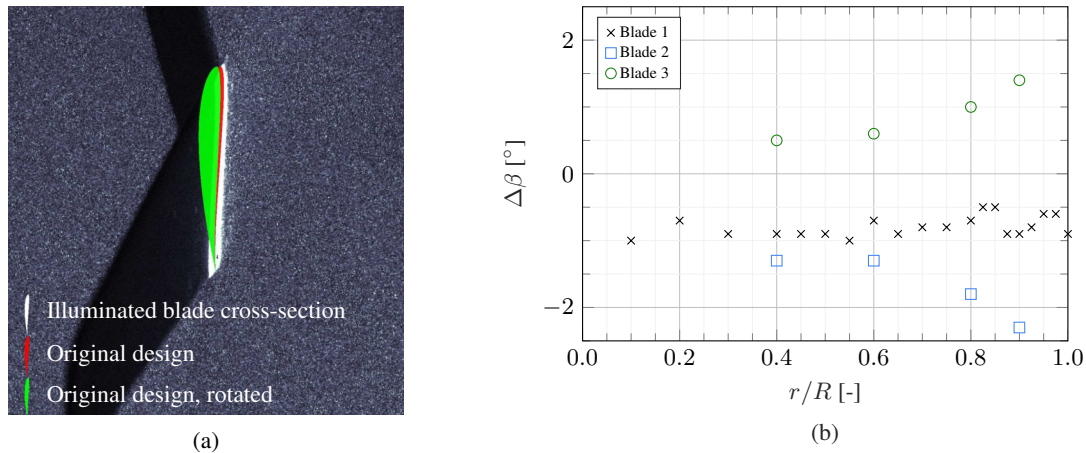 Illuminated blade cross-section
Original design
Original design, rotated
(a)
Blade 1
Blade 2
Blade 3
2
0
−2
Δβ [°]
0.0 0.2 0.4 0.6 0.8 1.0
r/R [-]
(b)